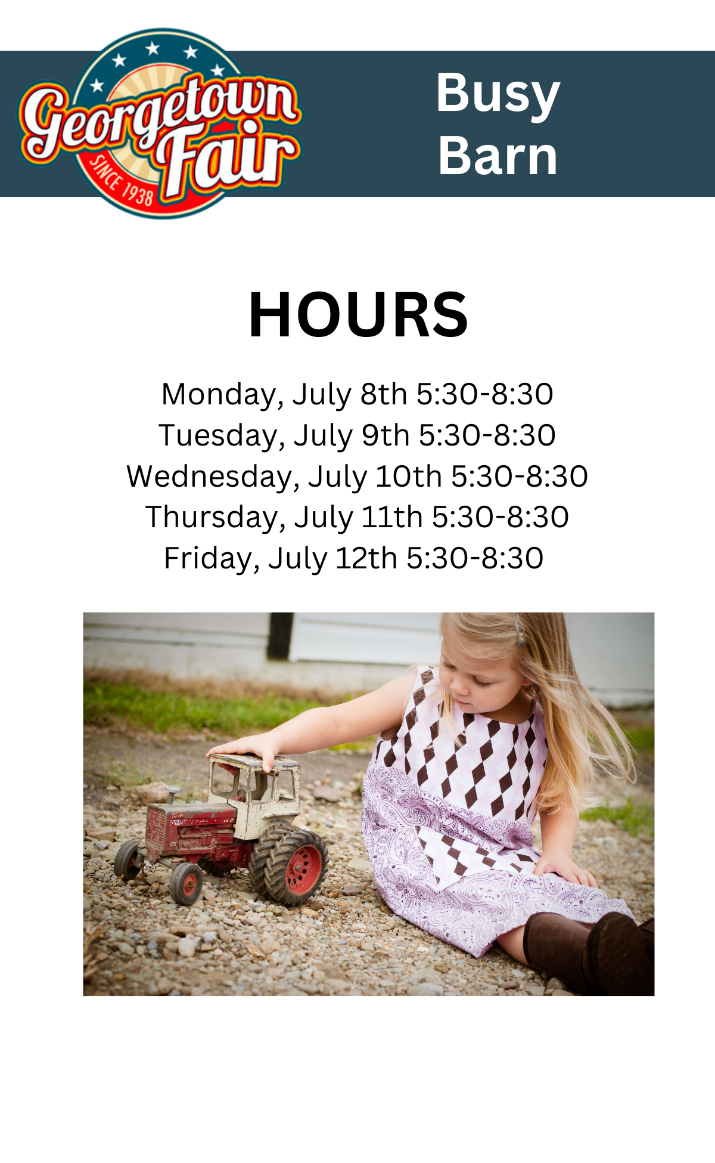 Georgetown
Fair
SINCE 1938
Busy
Barn
HOURS
Monday, July 8th 5:30-8:30
Tuesday, July 9th 5:30-8:30
Wednesday, July 10th 5:30-8:30
Thursday, July 11th 5:30-8:30
Friday, July 12th 5:30-8:30